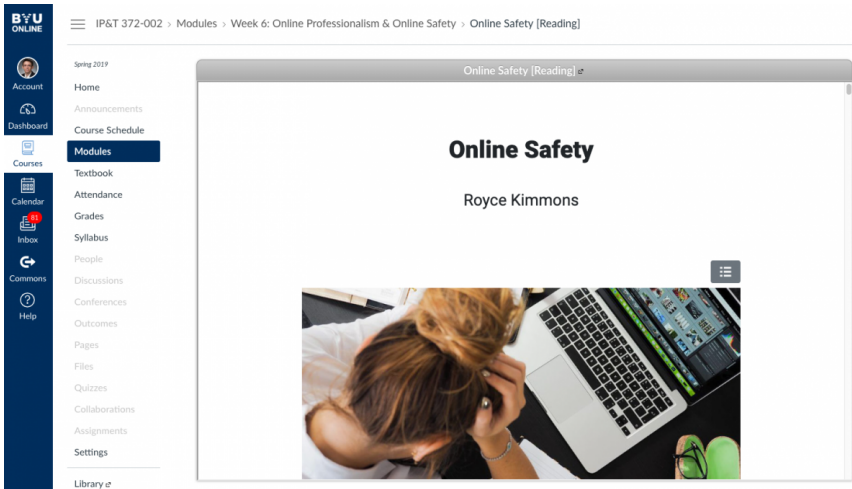 BYU
ONLINE
IP&T 372-002 > Modules > Week 6: Online Professionalism & Online Safety > Online Safety [Reading]
Account
Dashboard
Courses
Calendar
81
Inbox
Commons
Help
Spring 2019
Home
Announcements
Course Schedule
Modules
Textbook
Attendance
Grades
Syllabus
People
Discussions
Conferences
Outcomes
Pages
Files
Quizzes
Collaborations
Assignments
Settings
Library
Online Safety [Reading]
Online Safety
Royce Kimmons